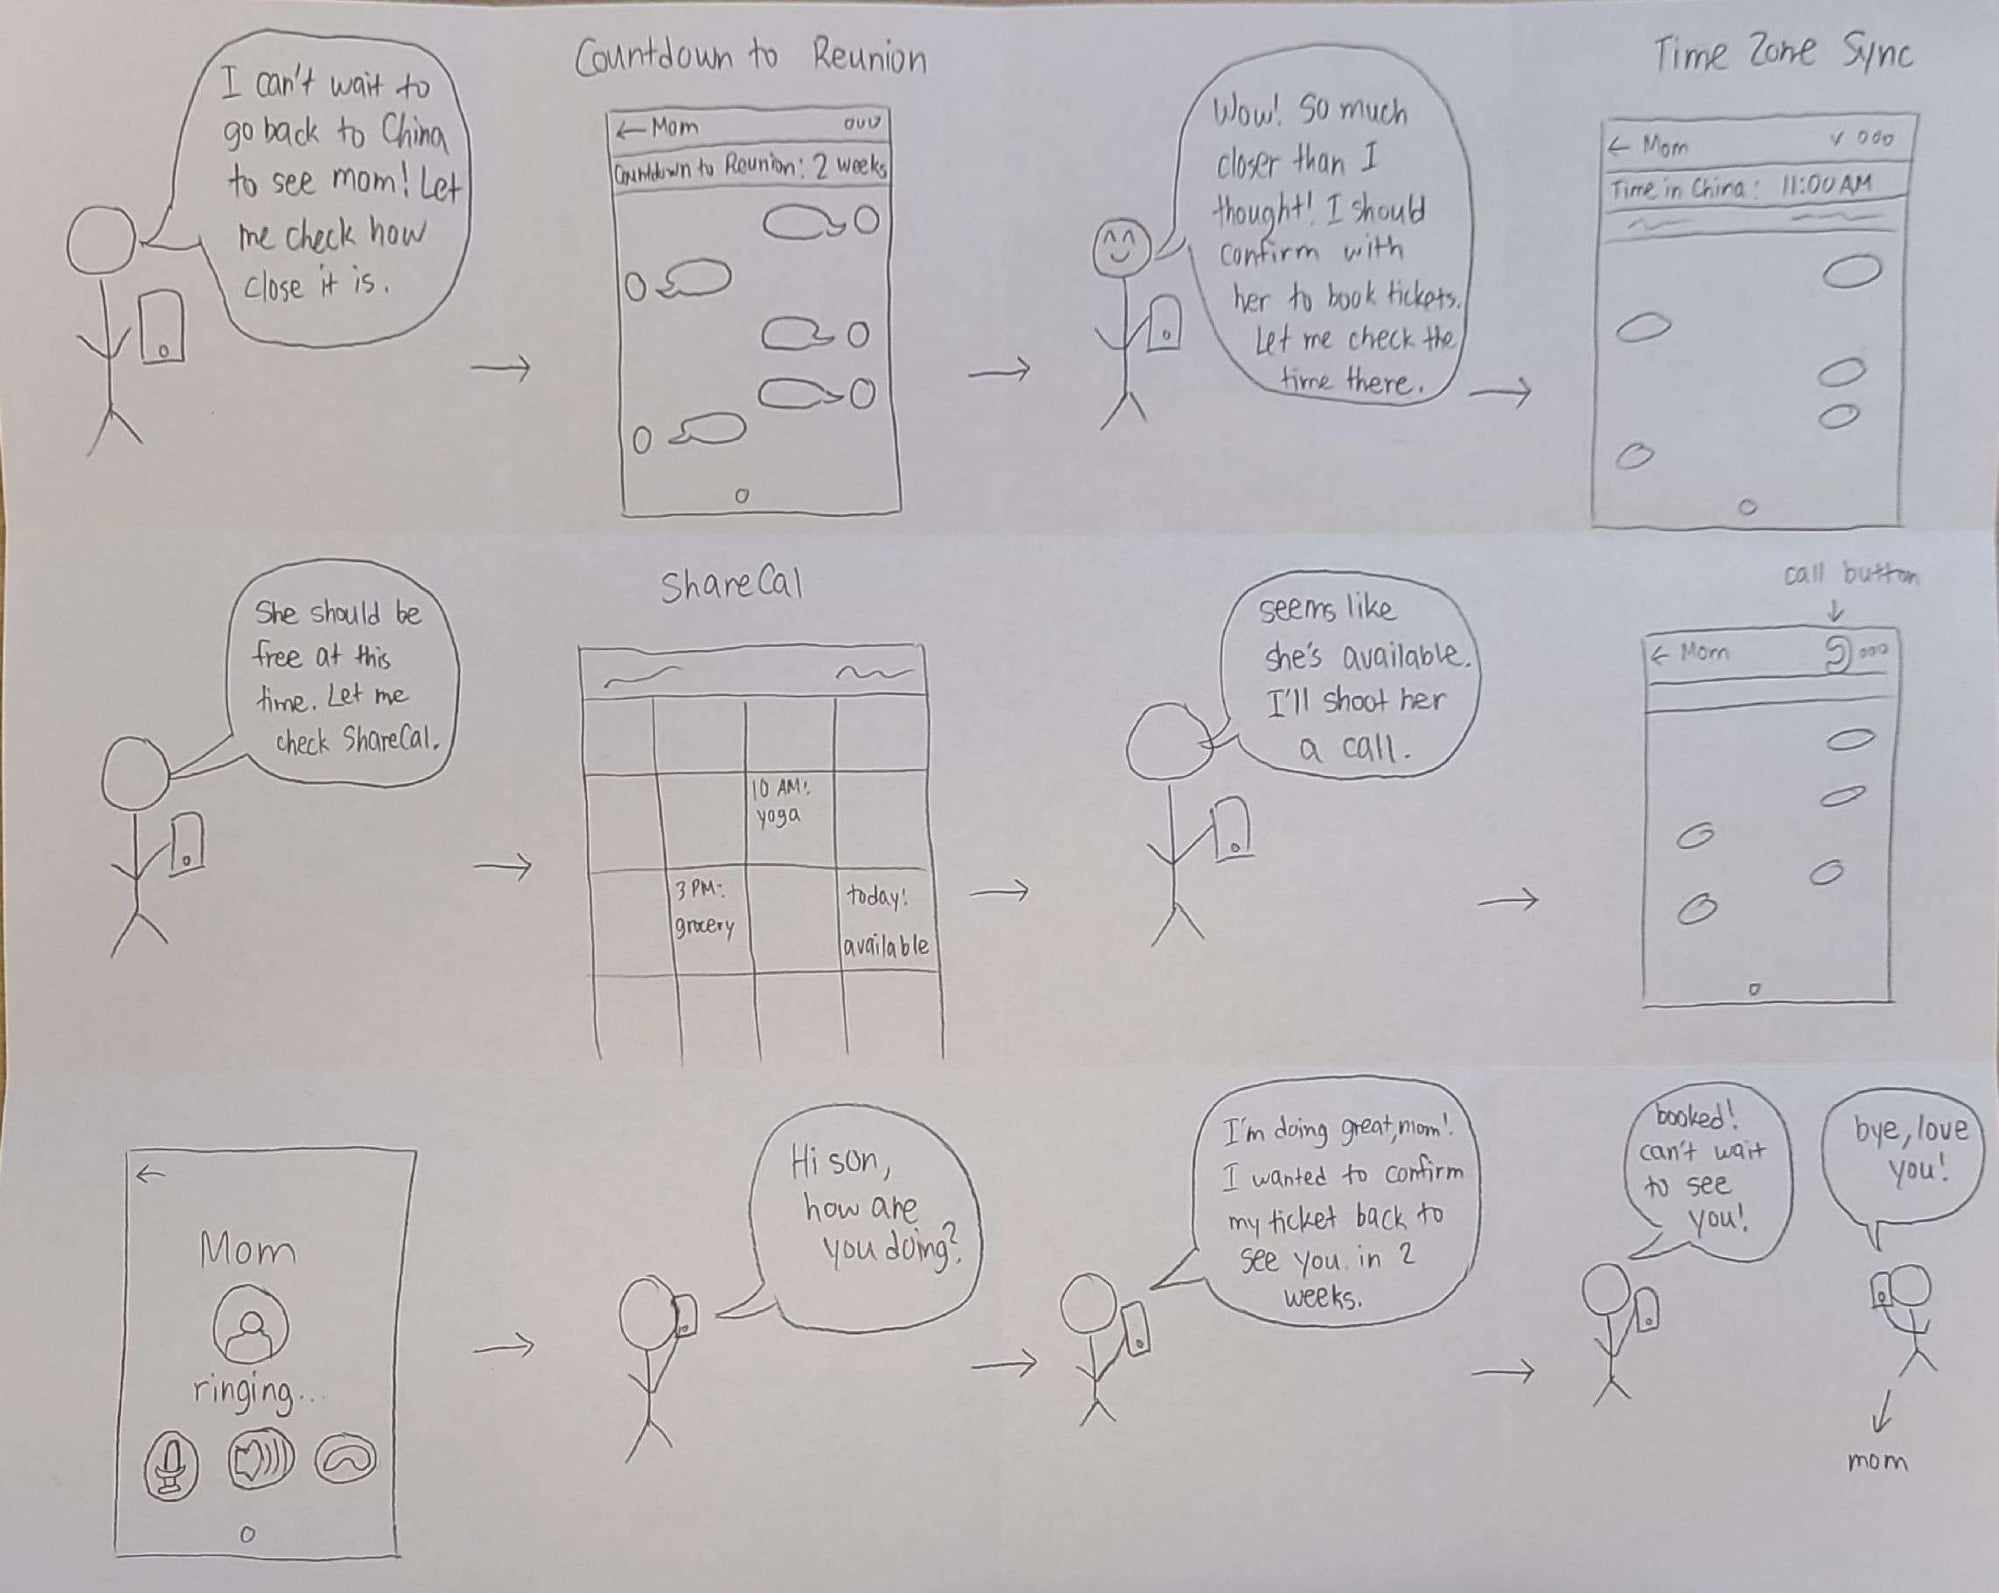 I can't wait to
go back to China
to see mom! Let
me check how
close it is.
Countdown to Reunion
← Mom
Countdown to Reunion: 2 weeks
Wow! So much
closer than I
thought! I should
confirm with
her to book tickets.
Let me check the
time there.
Time Zone Sync
← Mom
Time in China: 11:00 AM
She should be
free at this
time. Let me
check ShareCal.
ShareCal
10 AM:
yoga
3 PM:
grocery
today:
available
seems like
she's available.
I'll shoot her
a call.
call button
← Mom
←
Mom
ringing...
Hi son,
how are
you doing?
I'm doing great, mom!
I wanted to confirm
my ticket back to
see you in 2
weeks.
booked!
can't wait
to see
you!
bye, love
you!
mom